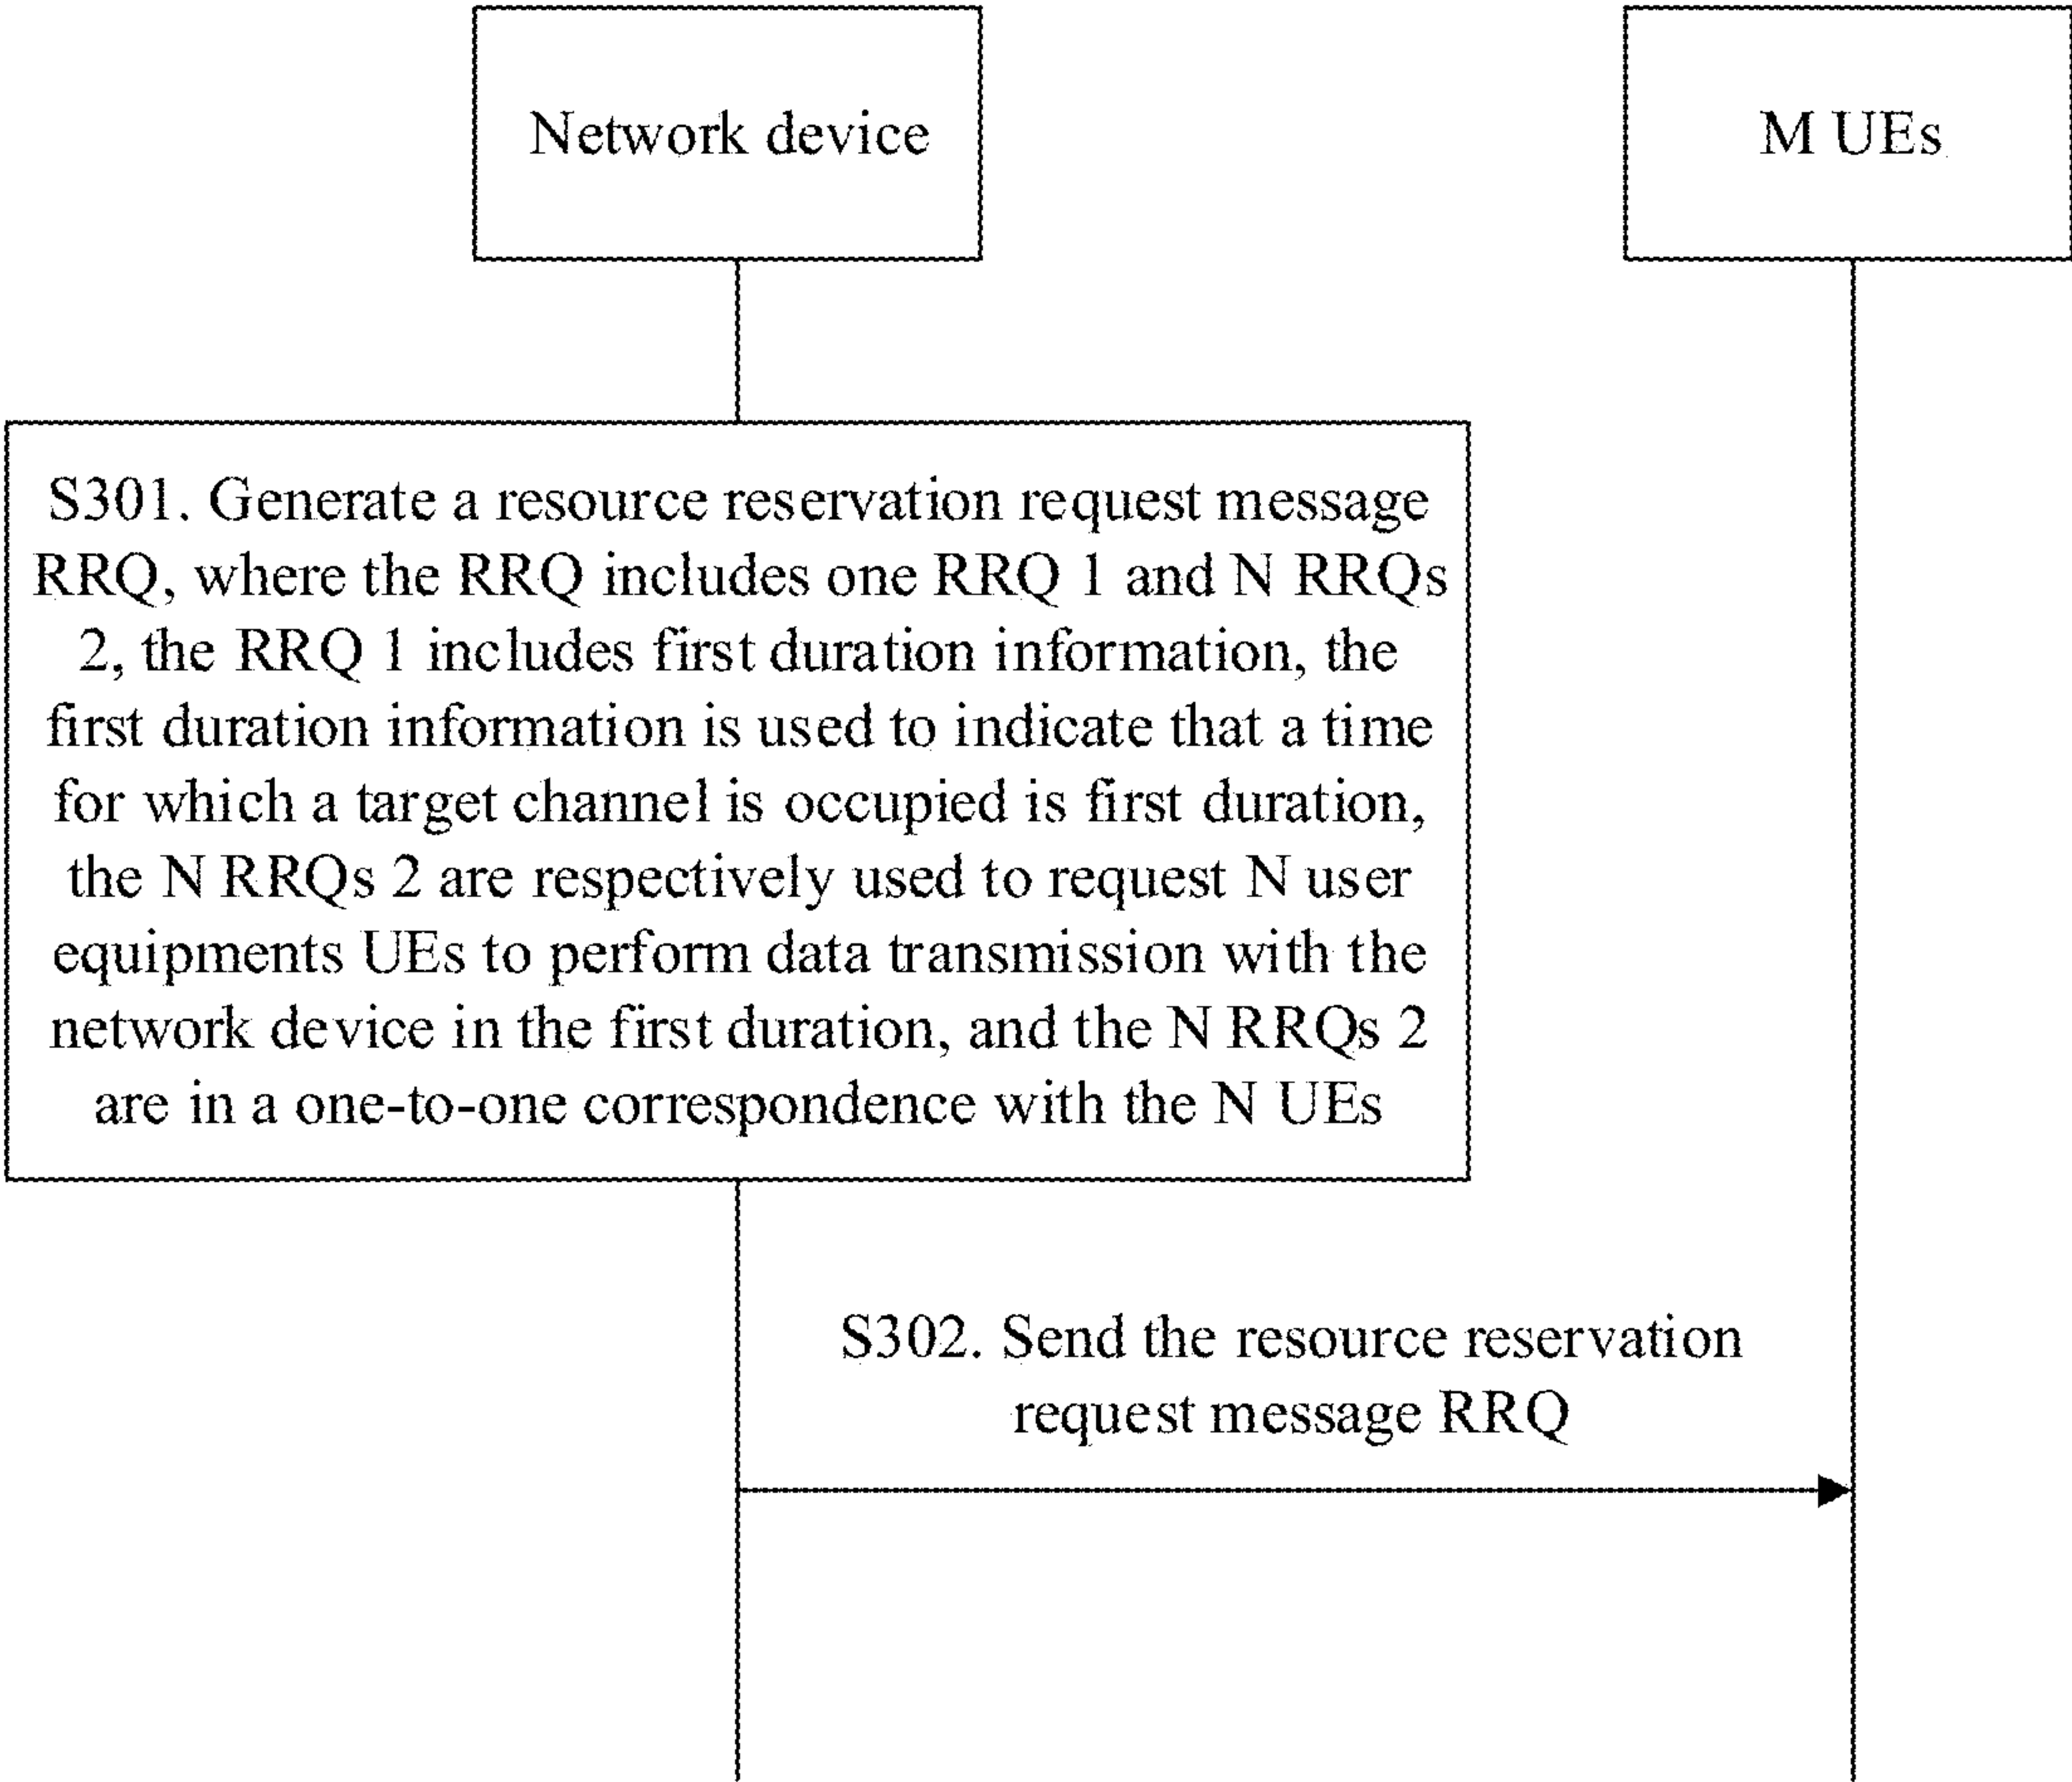 Network device
M UEs
S301. Generate a resource reservation request message
RRQ, where the RRQ includes one RRQ 1 and N RRQs
2, the RRQ 1 includes first duration information, the
first duration information is used to indicate that a time
for which a target channel is occupied is first duration,
the N RRQs 2 are respectively used to request N user
equipments UEs to perform data transmission with the
network device in the first duration, and the N RRQs 2
are in a one-to-one correspondence with the N UEs
S302. Send the resource reservation
request message RRQ